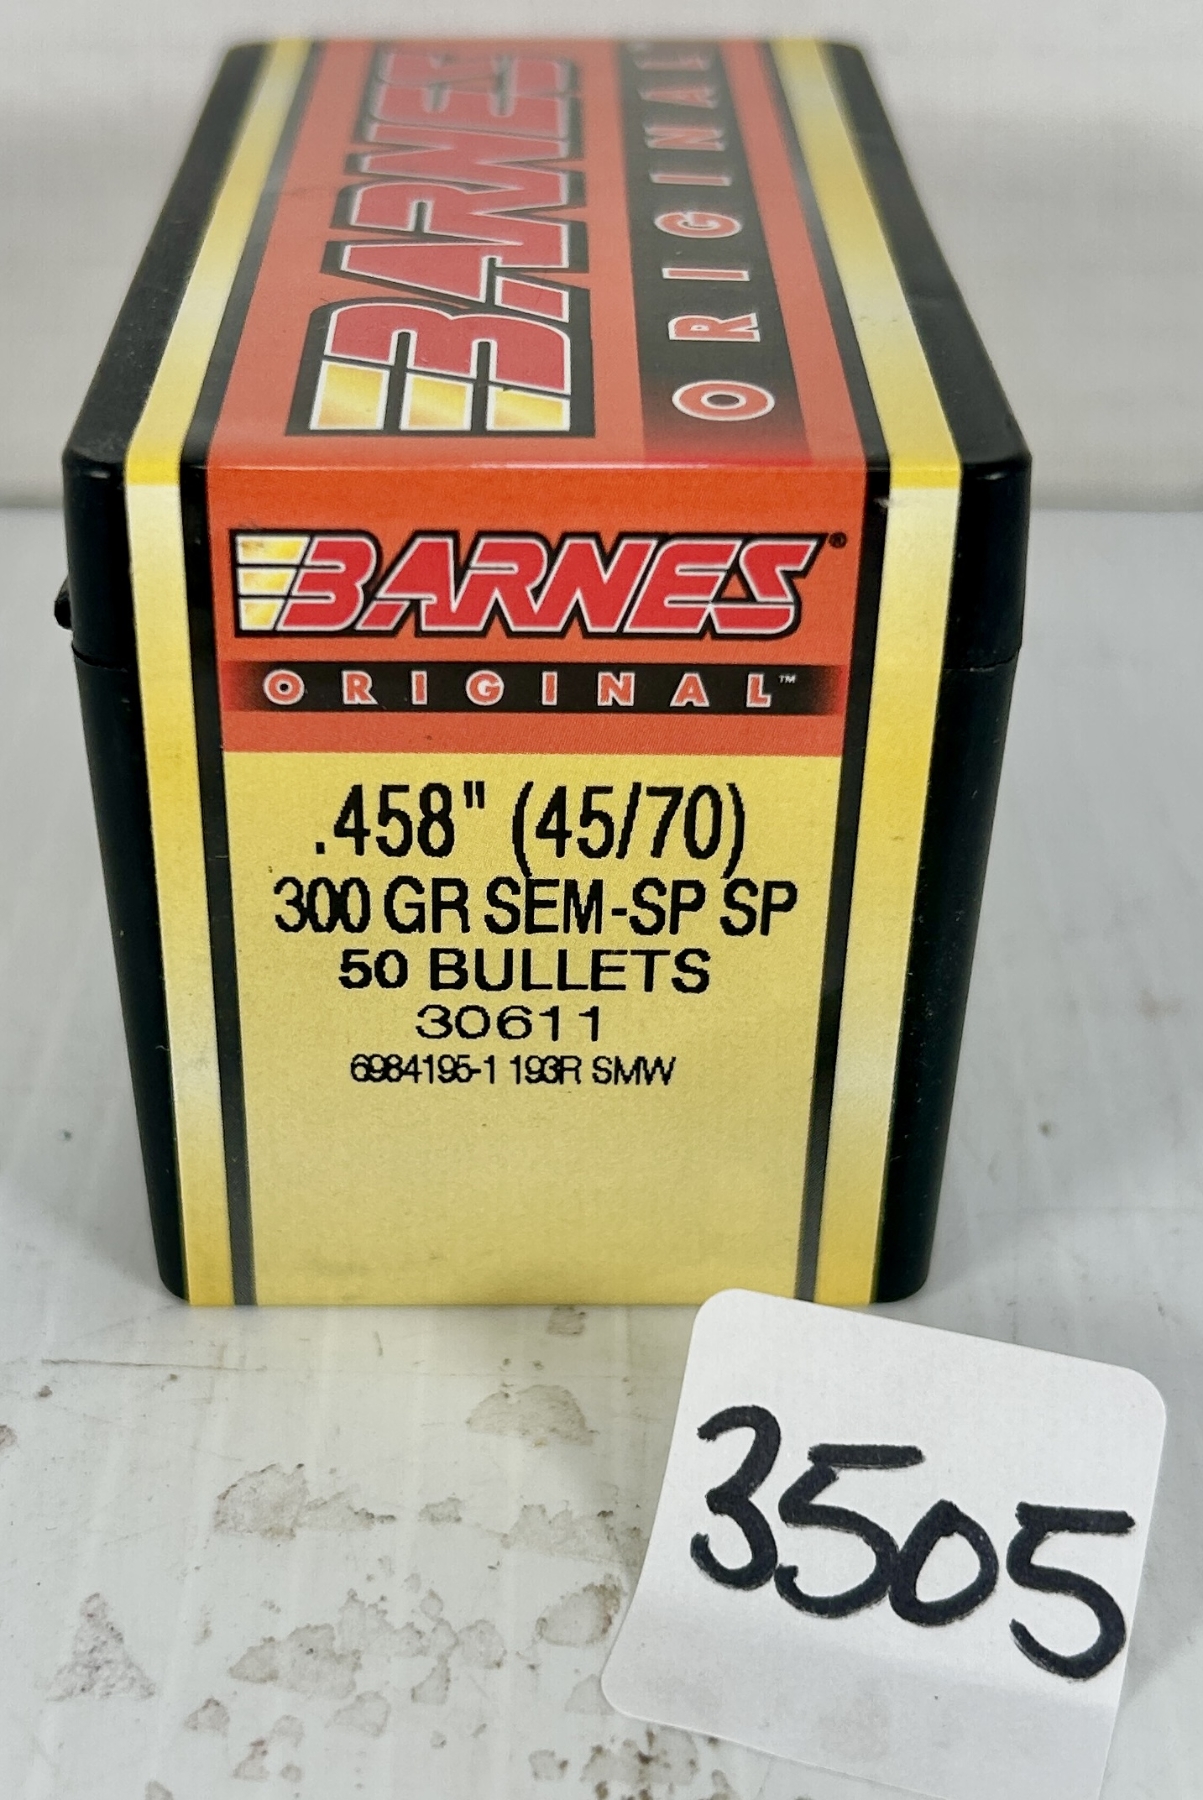 BARNES
ORIGINAL
BARNES®
ORIGINAL™
.458" (45/70)
300 GR SEM-SP SP
50 BULLETS
30611
6984195-1 193R SMW
3505